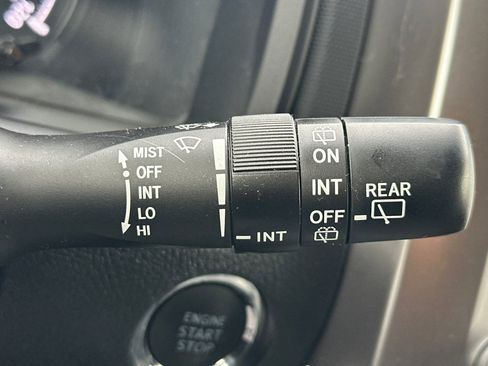 MIST
OFF
INT
LO
HI
INT
ON
INT
OFF
REAR
ENGINE
START
STOP